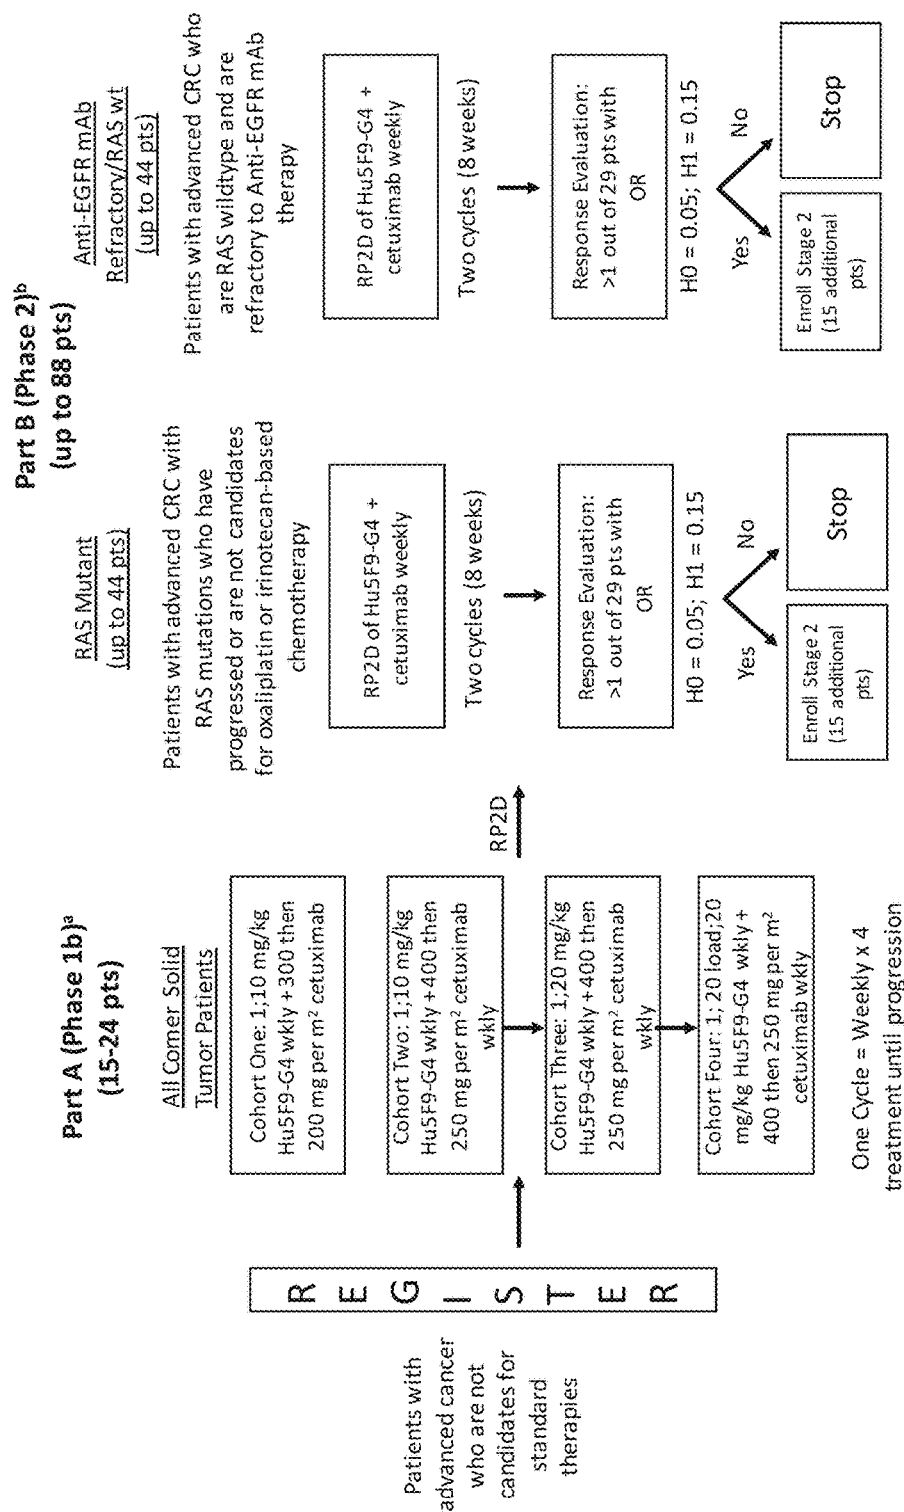 Patients with
advanced cancer
who are not
candidates for
standard
therapies
REGISTER
Part A (Phase 1b)ª
(15-24 pts)
All Comer Solid
Tumor Patients
Cohort One: 1;10 mg/kg
Hu5F9-G4 wkly +300 then
200 mg per m² cetuximab
Cohort Two: 1;10 mg/kg
Hu5F9-G4 wkly +400 then
250 mg per m² cetuximab
wkly
Cohort Three: 1;20 mg/kg
Hu5F9-G4 wkly +400 then
250 mg per m² cetuximab
wkly
Cohort Four: 1; 20 load;20
mg/kg Hu5F9-G4 wkly +
400 then 250 mg per m²
cetuximab wkly
One Cycle = Weekly x 4
treatment until progression
RP2D
Part B (Phase 2)ᵇ
(up to 88 pts)
RAS Mutant
(up to 44 pts)
Patients with advanced CRC with
RAS mutations who have
progressed or are not candidates
for oxaliplatin or irinotecan-based
chemotherapy
RP2D of Hu5F9-G4 +
cetuximab weekly
Two cycles (8 weeks)
Response Evaluation:
>1 out of 29 pts with
OR
H0 = 0.05; H1 = 0.15
Yes
No
Enroll Stage 2
(15 additional
pts)
Stop
Anti-EGFR mAb
Refractory/RAS wt
(up to 44 pts)
Patients with advanced CRC who
are RAS wildtype and are
refractory to Anti-EGFR mAb
therapy
RP2D of Hu5F9-G4 +
cetuximab weekly
Two cycles (8 weeks)
Response Evaluation:
>1 out of 29 pts with
OR
H0 = 0.05; H1 = 0.15
Yes
No
Enroll Stage 2
(15 additional
pts)
Stop